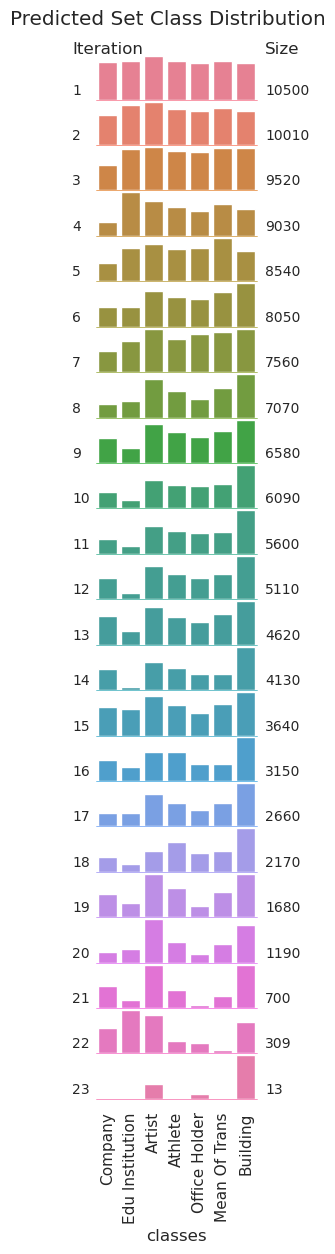 Predicted Set Class Distribution
Iteration Size
1 10500
2 10010
3 9520
4 9030
5 8540
6 8050
7 7560
8 7070
9 6580
10 6090
11 5600
12 5110
13 4620
14 4130
15 3640
16 3150
17 2660
18 2170
19 1680
20 1190
21 700
22 309
23 13
Company
Edu Institution
Artist
Athlete
Office Holder
Mean Of Trans
Building
classes